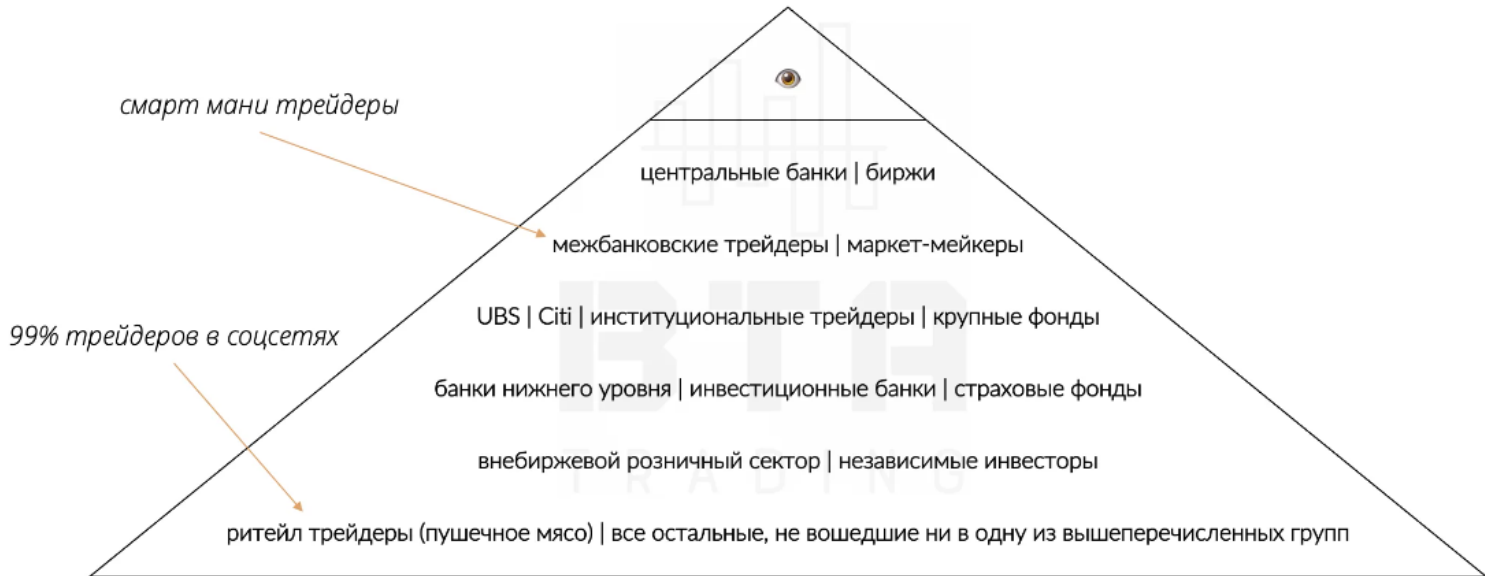 смарт мани трейдеры
центральные банки | биржи
межбанковские трейдеры | маркет-мейкеры
UBS | Citi | институциональные трейдеры | крупные фонды
99% трейдеров в соцсетях
банки нижнего уровня | инвестиционные банки | страховые фонды
внебиржевой розничный сектор | независимые инвесторы
ритейл трейдеры (пушечное мясо) | все остальные, не вошедшие ни в одну из вышеперечисленных групп
BTA
TRADING